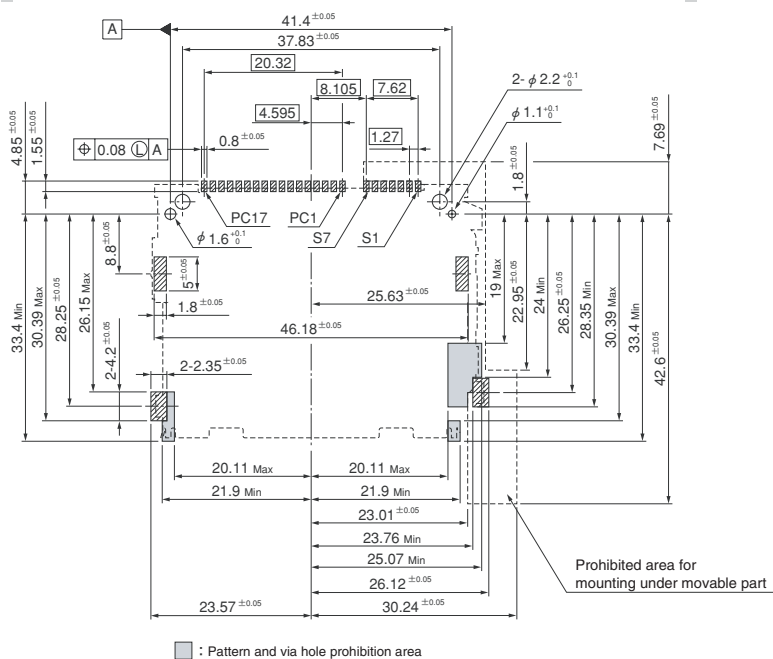 A
41.4 ±0.05
37.83 ±0.05
20.32
8.105
7.62
2- φ 2.2 +0.1 0
4.595
φ 1.1 +0.1 0
4.85 ±0.05
1.55 ±0.05
⌖ 0.08 Ⓛ A
0.8 ±0.05
1.27
1.8 ±0.05
7.69 ±0.05
PC17
PC1
S7
S1
φ 1.6 +0.1 0
8.8 ±0.05
5 ±0.05
1.8 ±0.05
25.63 ±0.05
46.18 ±0.05
33.4 Min
30.39 Max
28.25 ±0.05
26.15 Max
2-4.2 ±0.05
2-2.35 ±0.05
19 Max
22.95 ±0.05
24 Min
26.25 ±0.05
28.35 Min
30.39 Max
33.4 Min
42.6 ±0.05
20.11 Max
20.11 Max
21.9 Min
21.9 Min
23.01 ±0.05
23.76 Min
25.07 Min
26.12 ±0.05
23.57 ±0.05
30.24 ±0.05
Prohibited area for
mounting under movable part
: Pattern and via hole prohibition area